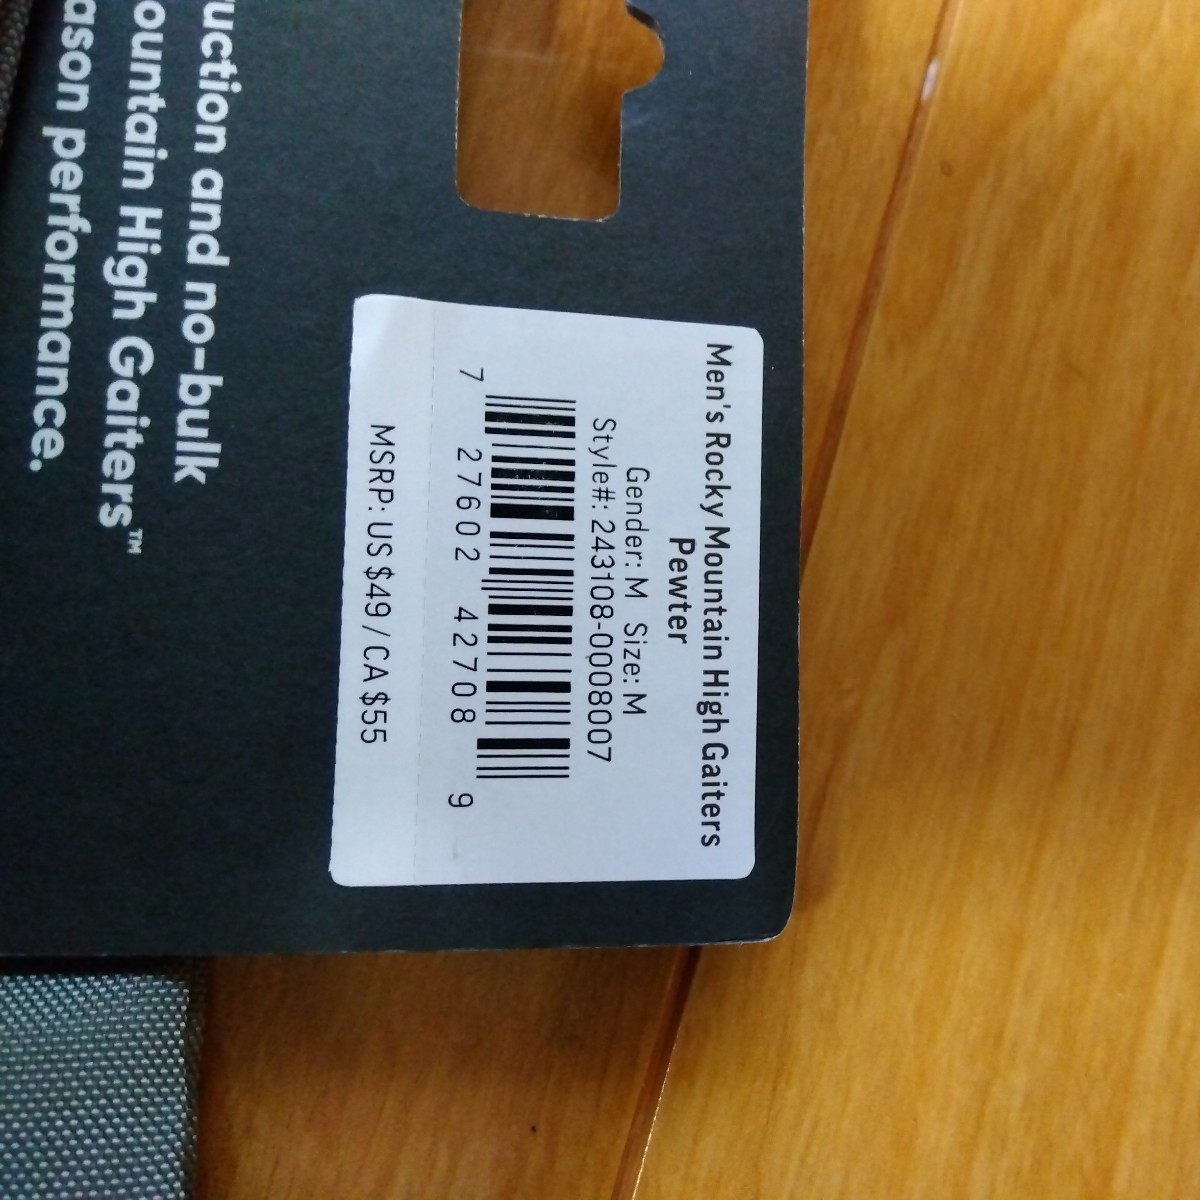 uction and no-bulk
ountain High Gaiters™
ason performance.
Men's Rocky Mountain High Gaiters
Pewter
Gender: M Size: M
Style#: 243108-0008007
7 27602 42708 9
MSRP: US $49 / CA $55